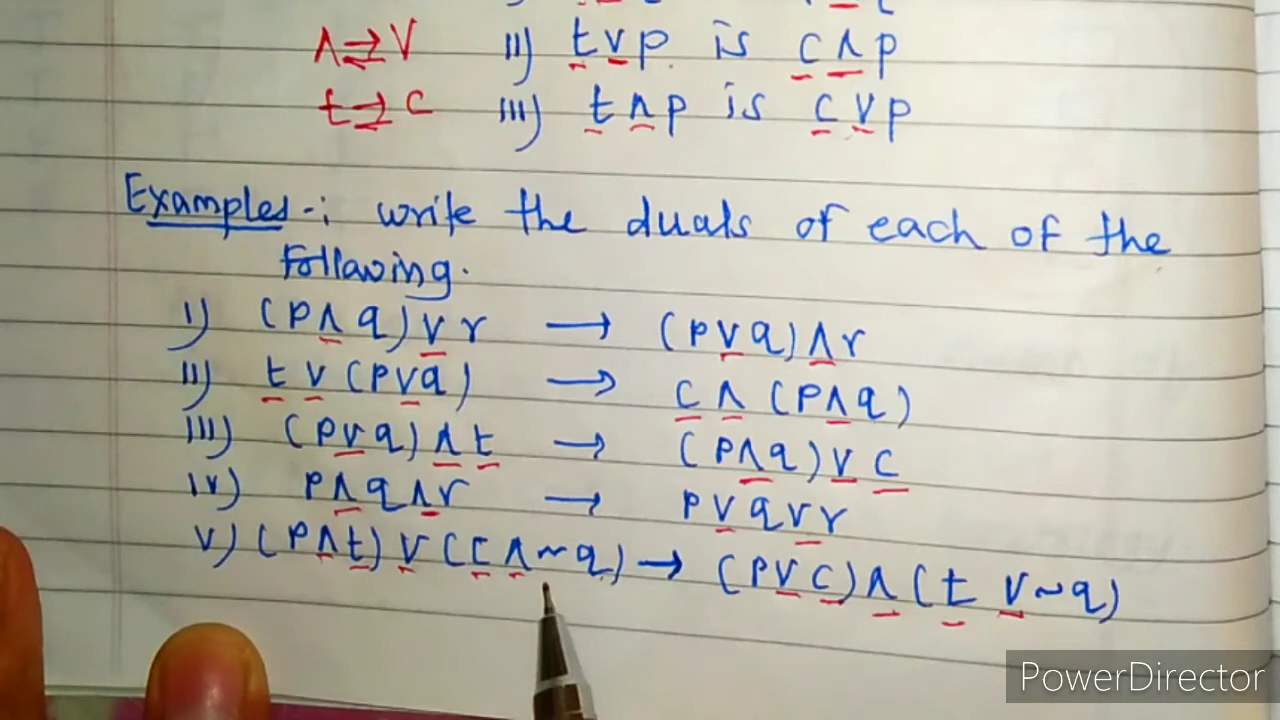 Λ⇄V II) t v p is C Λ p
t⇄C III) t Λ p is C V p
Examples -: write the duals of each of the
following.
I) (P Λ q) V r → (P V q) Λ r
II) t V (P V q) → C Λ (P Λ q)
III) (P V q) Λ t → (P Λ q) V C
IV) P Λ q Λ r → P V q V r
V) (P Λ t) V (C Λ ~q) → (P V C) Λ (t V ~q)
PowerDirector